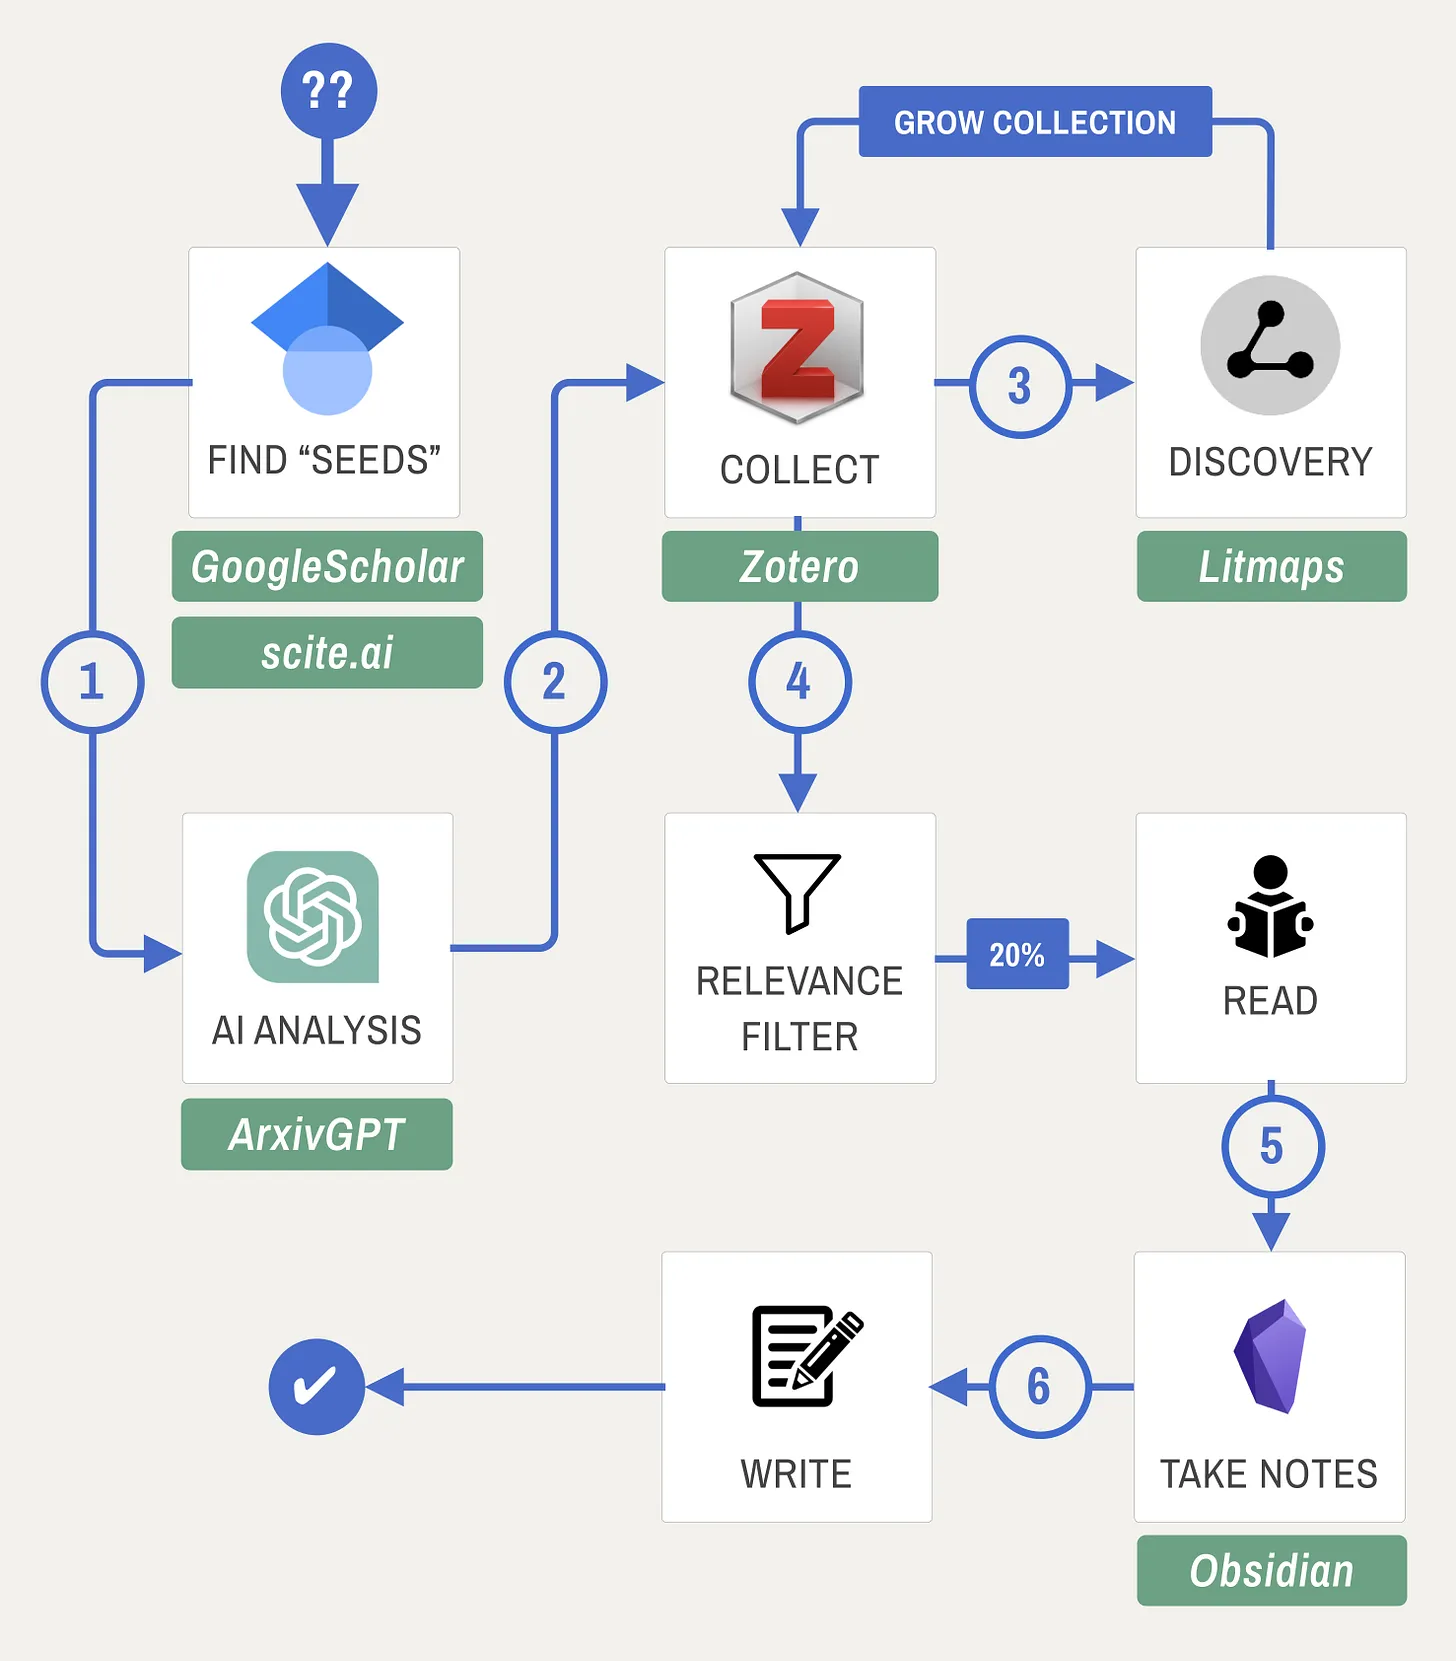 ??
GROW COLLECTION
FIND “SEEDS”
GoogleScholar
scite.ai
1
AI ANALYSIS
ArxivGPT
2
Z
COLLECT
Zotero
3
DISCOVERY
Litmaps
4
RELEVANCE
FILTER
20%
READ
5
TAKE NOTES
Obsidian
6
WRITE